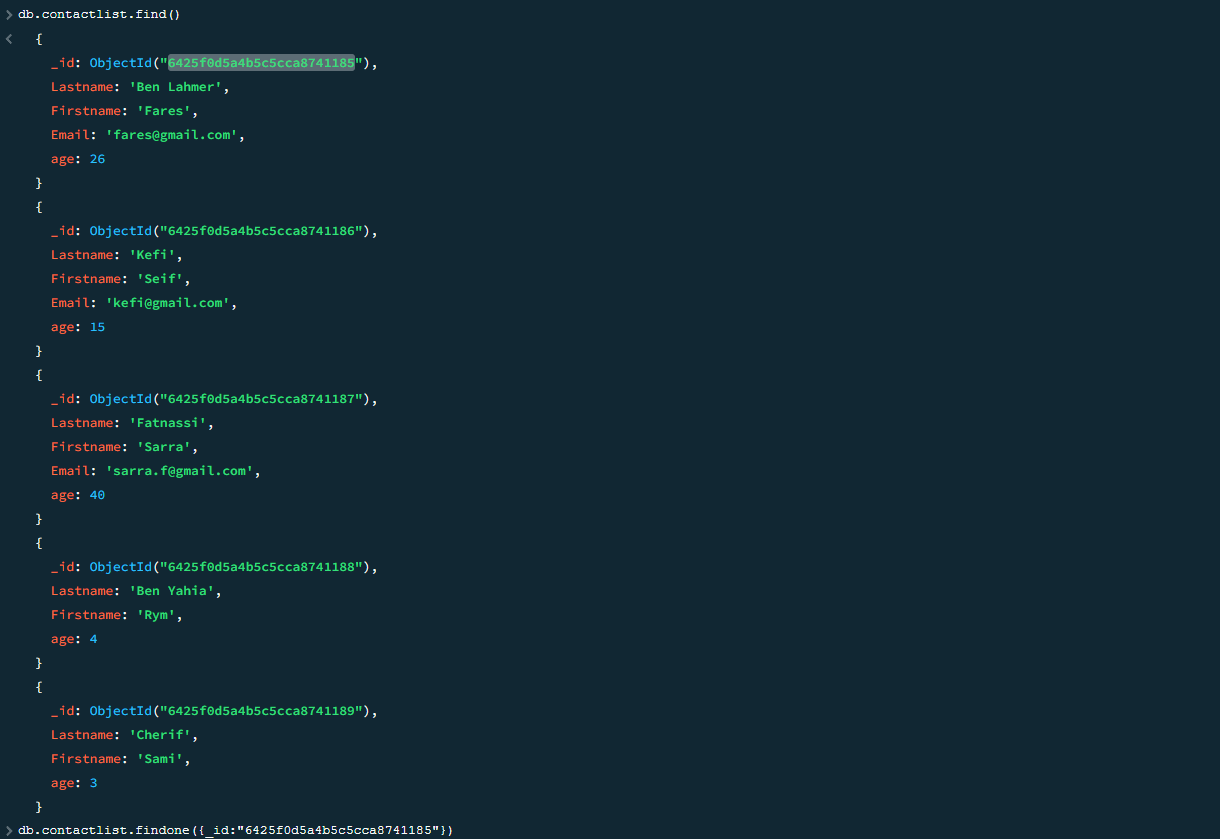 > db.contactlist.find()
< {
_id: ObjectId("6425f0d5a4b5c5cca8741185"),
Lastname: 'Ben Lahmer',
Firstname: 'Fares',
Email: 'fares@gmail.com',
age: 26
}
{
_id: ObjectId("6425f0d5a4b5c5cca8741186"),
Lastname: 'Kefi',
Firstname: 'Seif',
Email: 'kefi@gmail.com',
age: 15
}
{
_id: ObjectId("6425f0d5a4b5c5cca8741187"),
Lastname: 'Fatnassi',
Firstname: 'Sarra',
Email: 'sarra.f@gmail.com',
age: 40
}
{
_id: ObjectId("6425f0d5a4b5c5cca8741188"),
Lastname: 'Ben Yahia',
Firstname: 'Rym',
age: 4
}
{
_id: ObjectId("6425f0d5a4b5c5cca8741189"),
Lastname: 'Cherif',
Firstname: 'Sami',
age: 3
}
> db.contactlist.findone({_id:"6425f0d5a4b5c5cca8741185"})